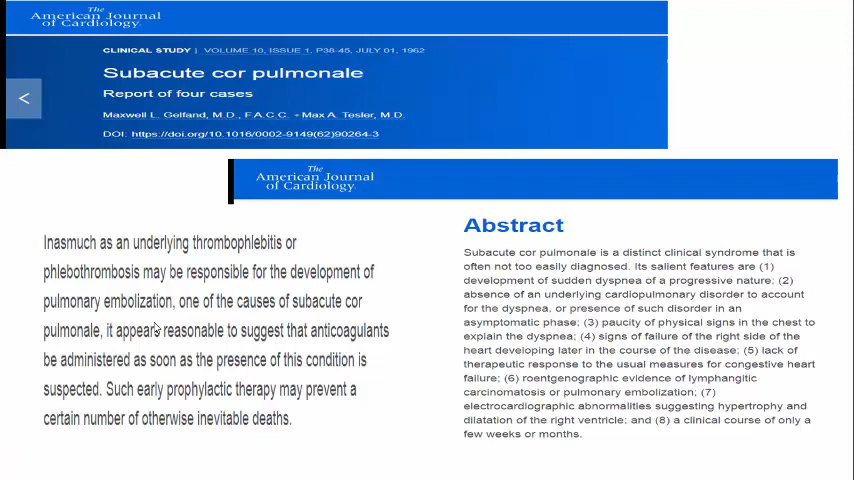 The
American Journal
of Cardiology
CLINICAL STUDY | VOLUME 10, ISSUE 1, P38-45, JULY 01, 1962
Subacute cor pulmonale
Report of four cases
<
Maxwell L. Gelfand, M.D., F.A.C.C. • Max A. Tesler, M.D.
DOI: https://doi.org/10.1016/0002-9149(62)90264-3
The
American Journal
of Cardiology
Inasmuch as an underlying thrombophlebitis or
phlebothrombosis may be responsible for the development of
pulmonary embolization, one of the causes of subacute cor
pulmonale, it appears reasonable to suggest that anticoagulants
be administered as soon as the presence of this condition is
suspected. Such early prophylactic therapy may prevent a
certain number of otherwise inevitable deaths.
Abstract
Subacute cor pulmonale is a distinct clinical syndrome that is
often not too easily diagnosed. Its salient features are (1)
development of sudden dyspnea of a progressive nature; (2)
absence of an underlying cardiopulmonary disorder to account
for the dyspnea, or presence of such disorder in an
asymptomatic phase; (3) paucity of physical signs in the chest to
explain the dyspnea; (4) signs of failure of the right side of the
heart developing later in the course of the disease; (5) lack of
therapeutic response to the usual measures for congestive heart
failure; (6) roentgenographic evidence of lymphangitic
carcinomatosis or pulmonary embolization; (7)
electrocardiographic abnormalities suggesting hypertrophy and
dilatation of the right ventricle; and (8) a clinical course of only a
few weeks or months.